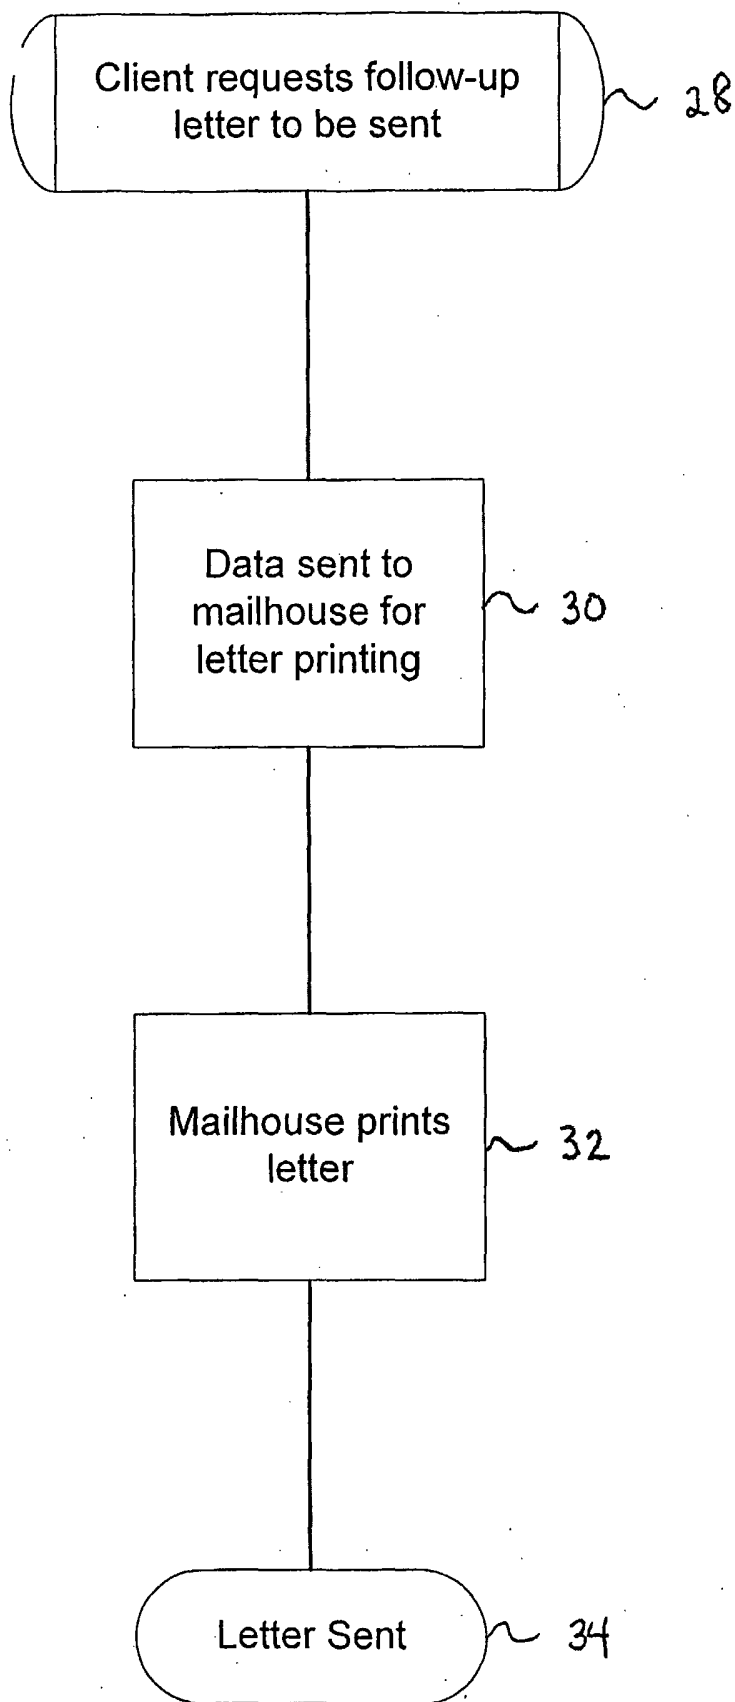 Client requests follow-up
letter to be sent
28
Data sent to
mailhouse for
letter printing
30
Mailhouse prints
letter
32
Letter Sent
34